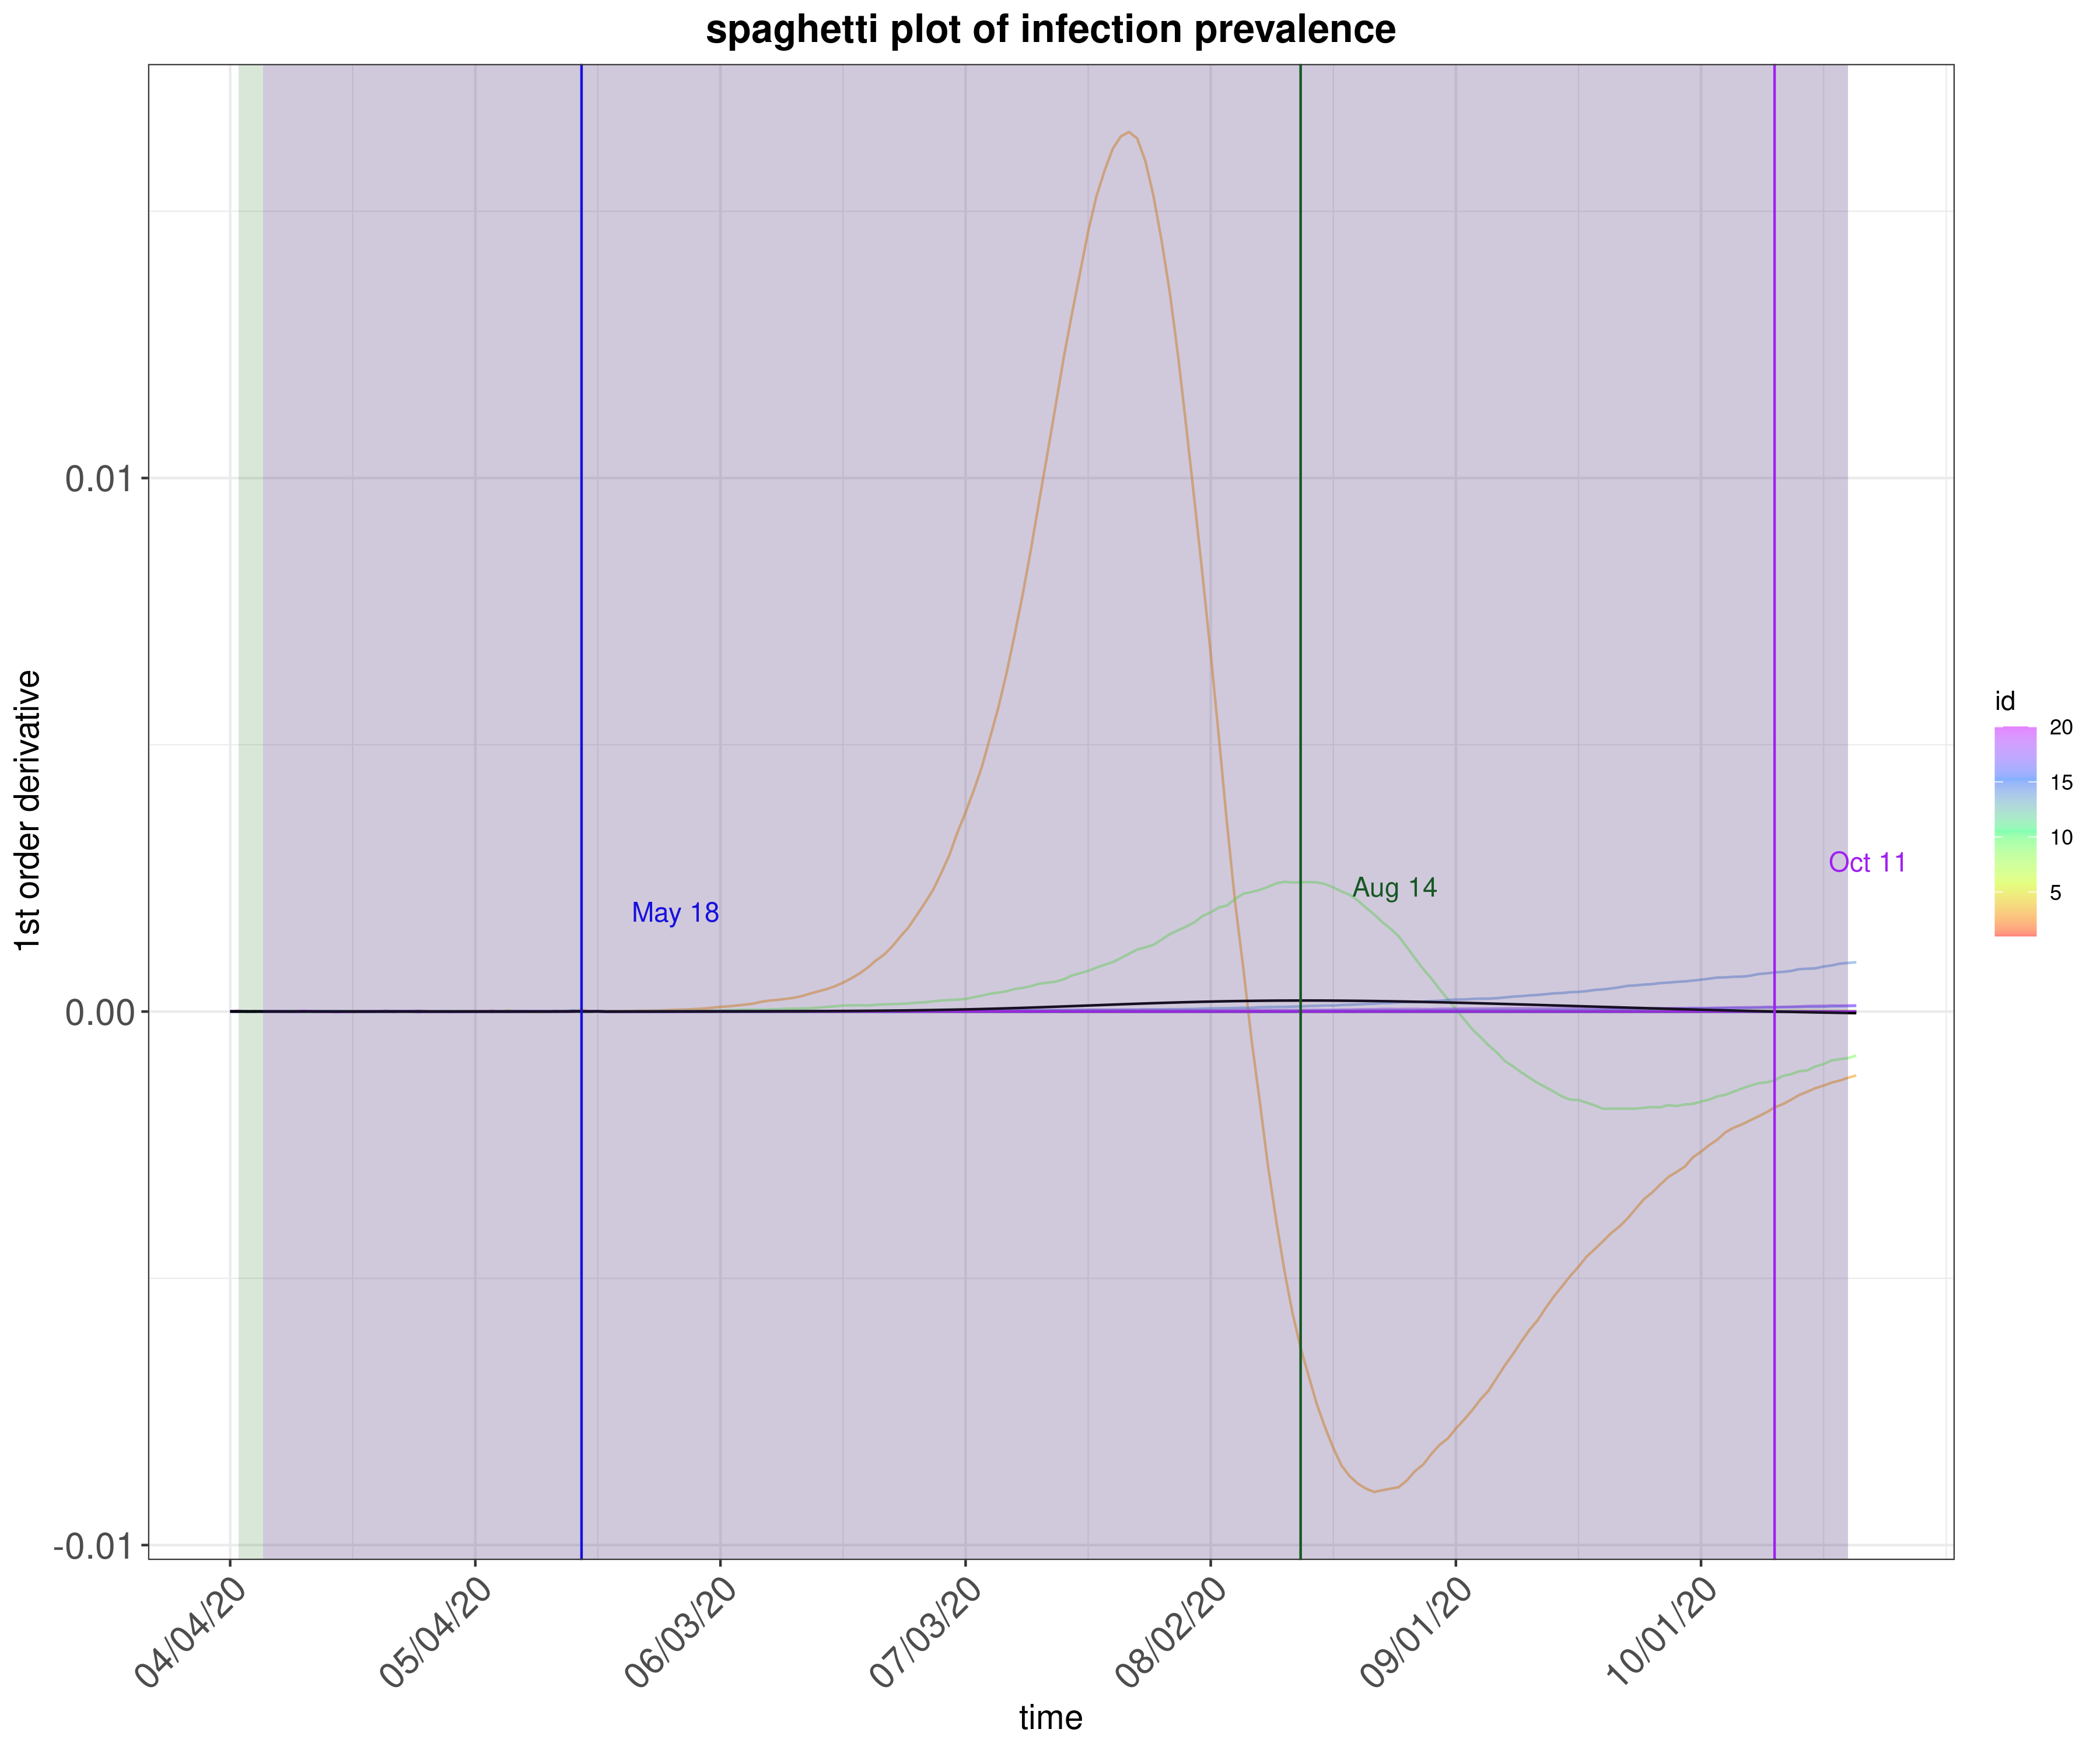 spaghetti plot of infection prevalence
1st order derivative
0.01
0.00
-0.01
May 18
Aug 14
Oct 11
id
20
15
10
5
04/04/20
05/04/20
06/03/20
07/03/20
08/02/20
09/01/20
10/01/20
time